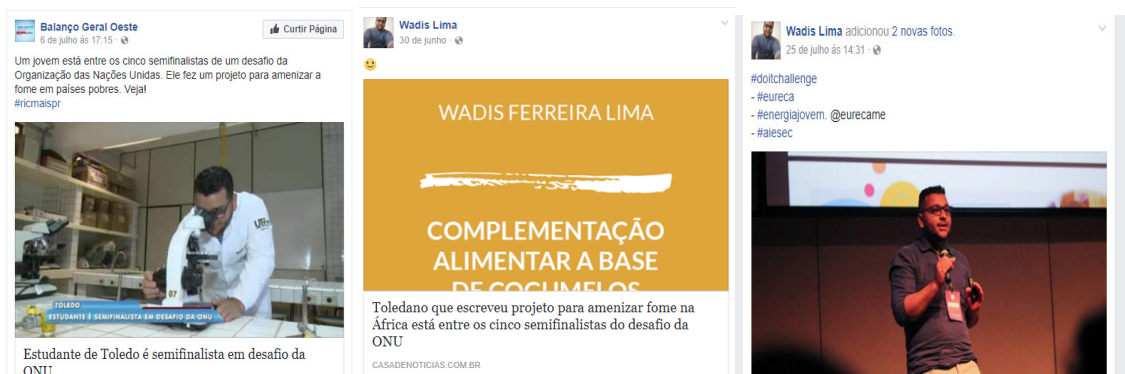 Balanço Geral Oeste
Curtir Página
6 de julho às 17:15 ·
Um jovem está entre os cinco semifinalistas de um desafio da
Organização das Nações Unidas. Ele fez um projeto para amenizar a
fome em países pobres. Veja!
#ricmaispr
07
TOLEDO
ESTUDANTE É SEMIFINALISTA EM DESAFIO DA ONU
Estudante de Toledo é semifinalista em desafio da
ONU
Wadis Lima
30 de junho ·
WADIS FERREIRA LIMA
COMPLEMENTAÇÃO
ALIMENTAR A BASE
DE COGUMELOS
Toledano que escreveu projeto para amenizar fome na
África está entre os cinco semifinalistas do desafio da
ONU
CASADENOTICIAS.COM.BR
Wadis Lima adicionou 2 novas fotos.
25 de julho às 14:31 ·
#doitchallenge
- #eureca
- #energiajovem. @eurecame
- #aiesec